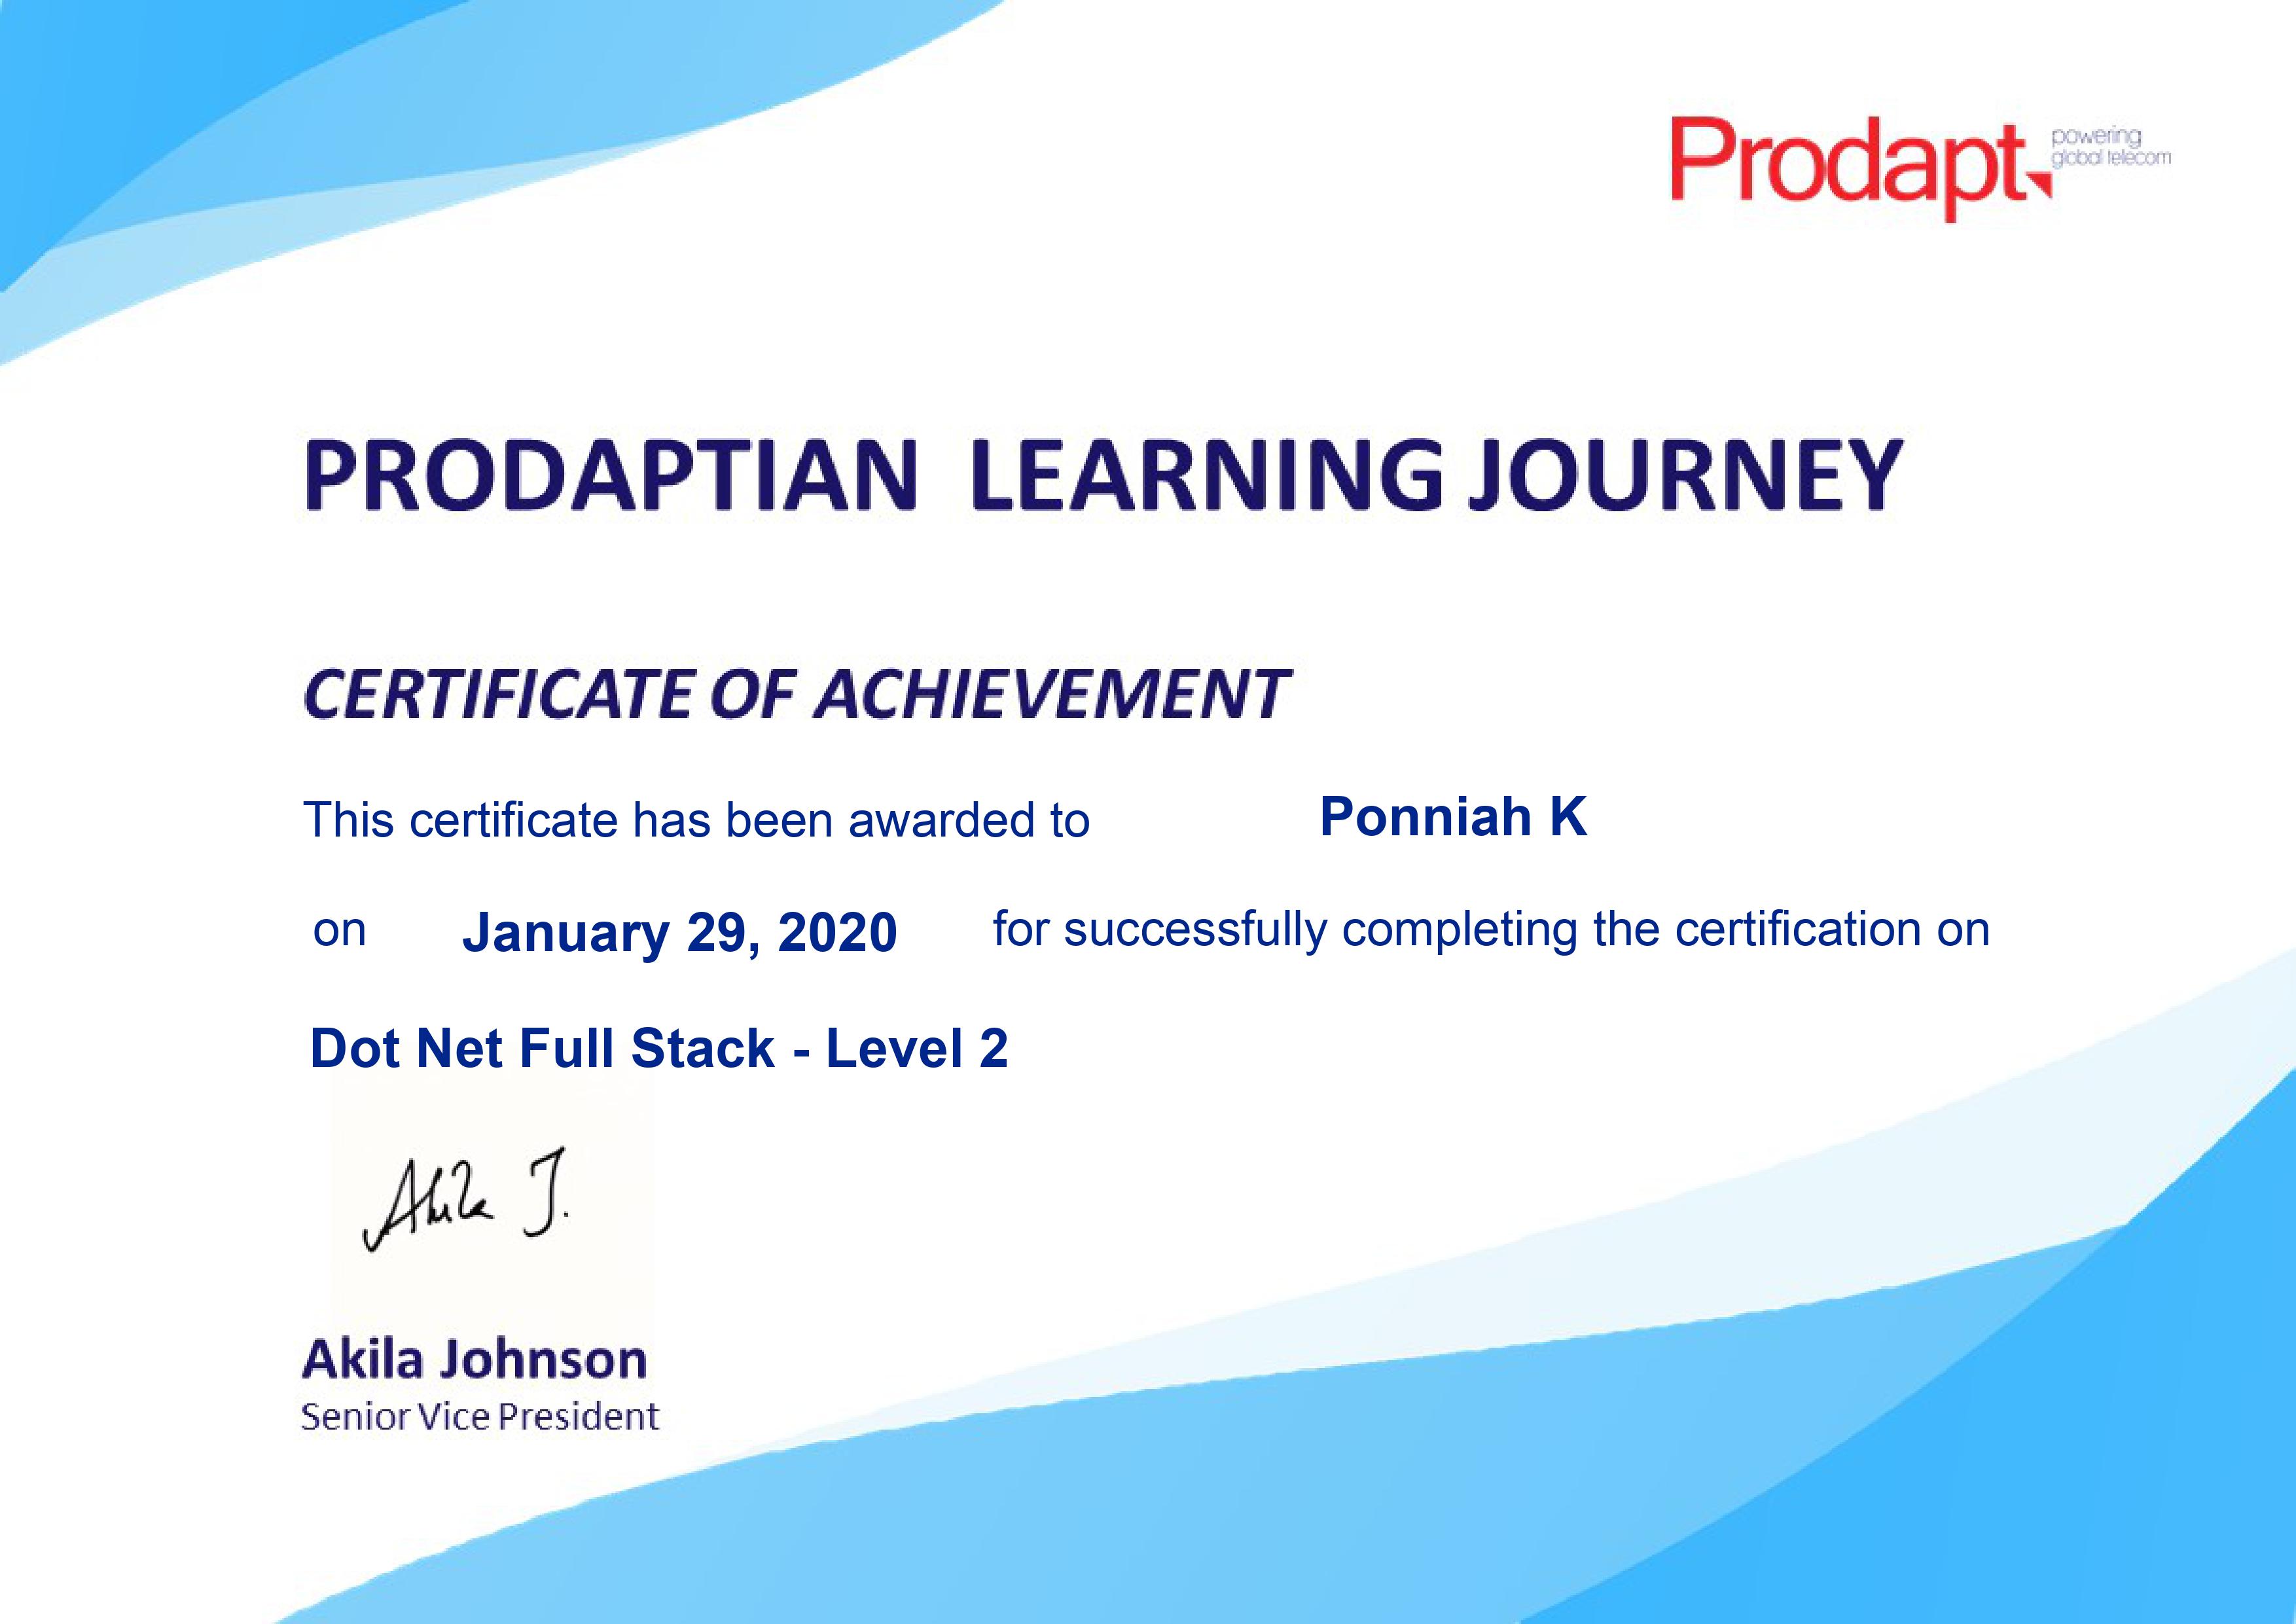 Prodapt
powering
global telecom
PRODAPTIAN LEARNING JOURNEY
CERTIFICATE OF ACHIEVEMENT
This certificate has been awarded to Ponniah K
on January 29, 2020 for successfully completing the certification on
Dot Net Full Stack - Level 2
Akila J.
Akila Johnson
Senior Vice President